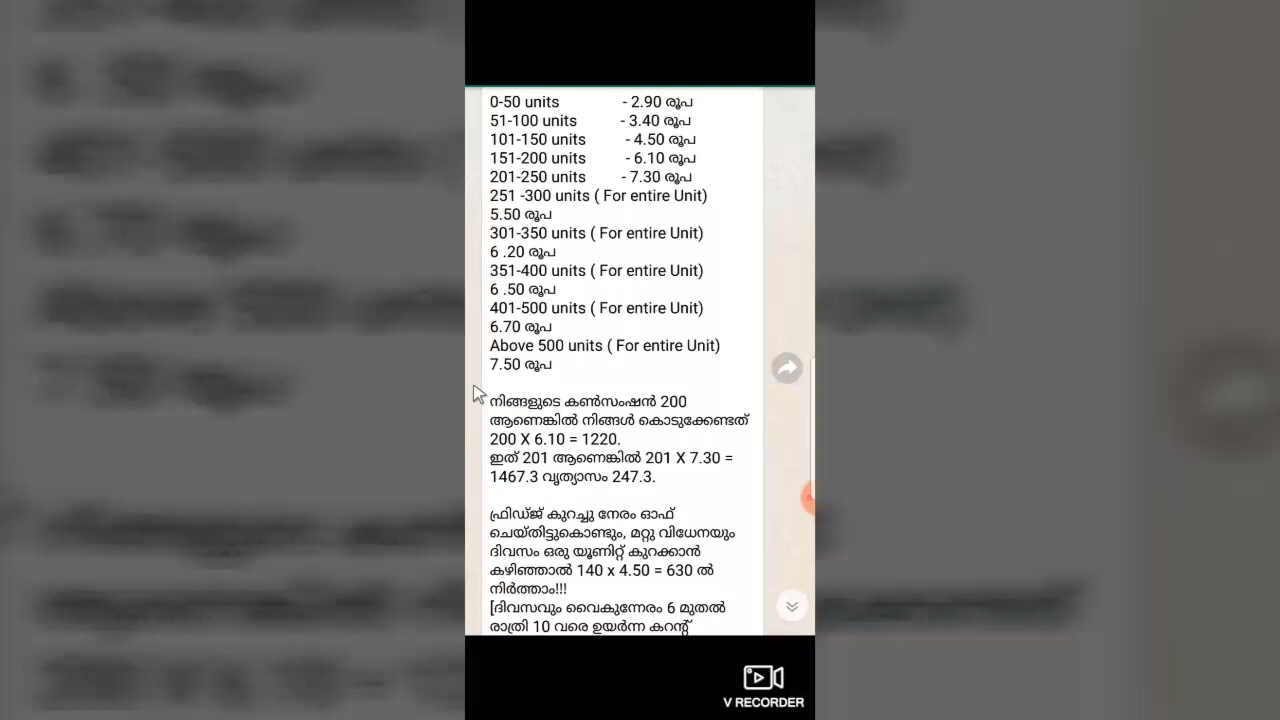 0-50 units - 2.90 രൂപ
51-100 units - 3.40 രൂപ
101-150 units - 4.50 രൂപ
151-200 units - 6.10 രൂപ
201-250 units - 7.30 രൂപ
251 -300 units ( For entire Unit)
5.50 രൂപ
301-350 units ( For entire Unit)
6 .20 രൂപ
351-400 units ( For entire Unit)
6 .50 രൂപ
401-500 units ( For entire Unit)
6.70 രൂപ
Above 500 units ( For entire Unit)
7.50 രൂപ
നിങ്ങളുടെ കൺസംഷൻ 200
ആണെങ്കിൽ നിങ്ങൾ കൊടുക്കേണ്ടത്
200 X 6.10 = 1220.
ഇത് 201 ആണെങ്കിൽ 201 X 7.30 =
1467.3 വൃത്യാസം 247.3.
ഫ്രിഡ്ജ് കുറച്ചു നേരം ഓഫ്
ചെയ്തിട്ടുകൊണ്ടും, മറ്റു വിധേനയും
ദിവസം ഒരു യൂണിറ്റ് കുറക്കാൻ
കഴിഞ്ഞാൽ 140 x 4.50 = 630 ൽ
നിർത്താം!!!
[ദിവസവും വൈകുന്നേരം 6 മുതൽ
രാത്രി 10 വരെ ഉയർന്ന കറന്റ്
V RECORDER